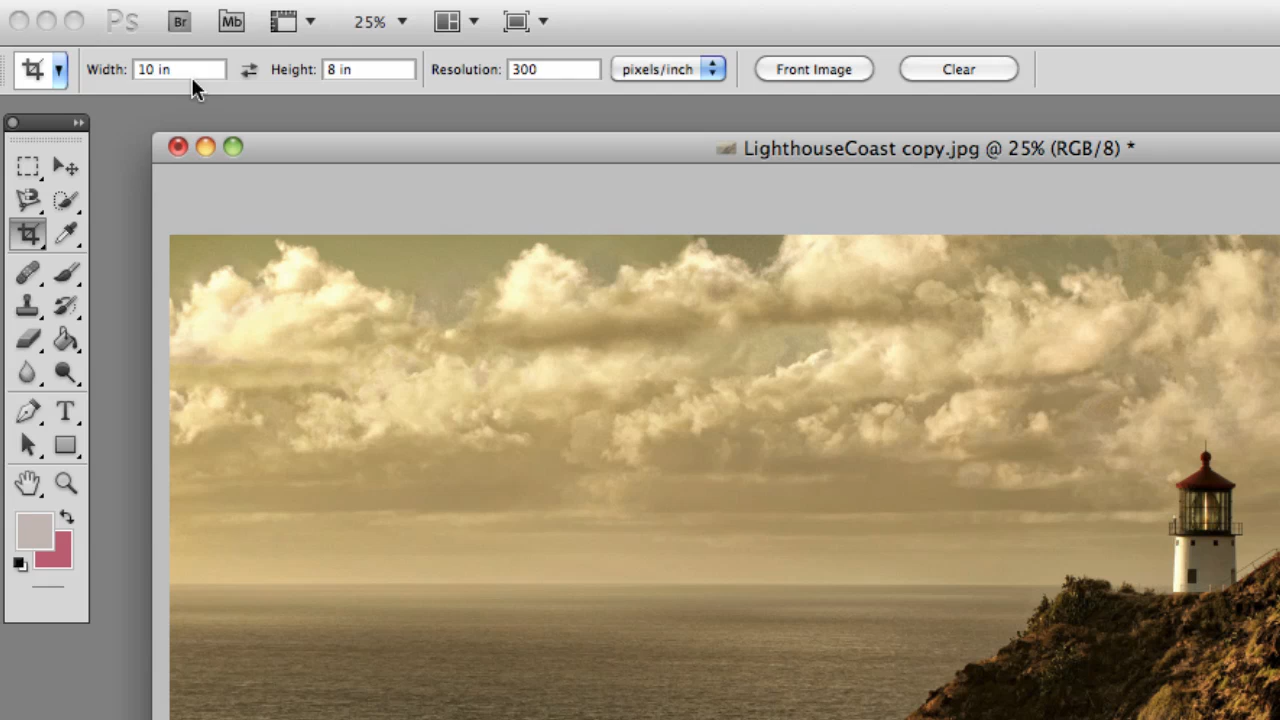 Ps Br Mb 25%
Width: 10 in Height: 8 in Resolution: 300 pixels/inch Front Image Clear
LighthouseCoast copy.jpg @ 25% (RGB/8) *
T